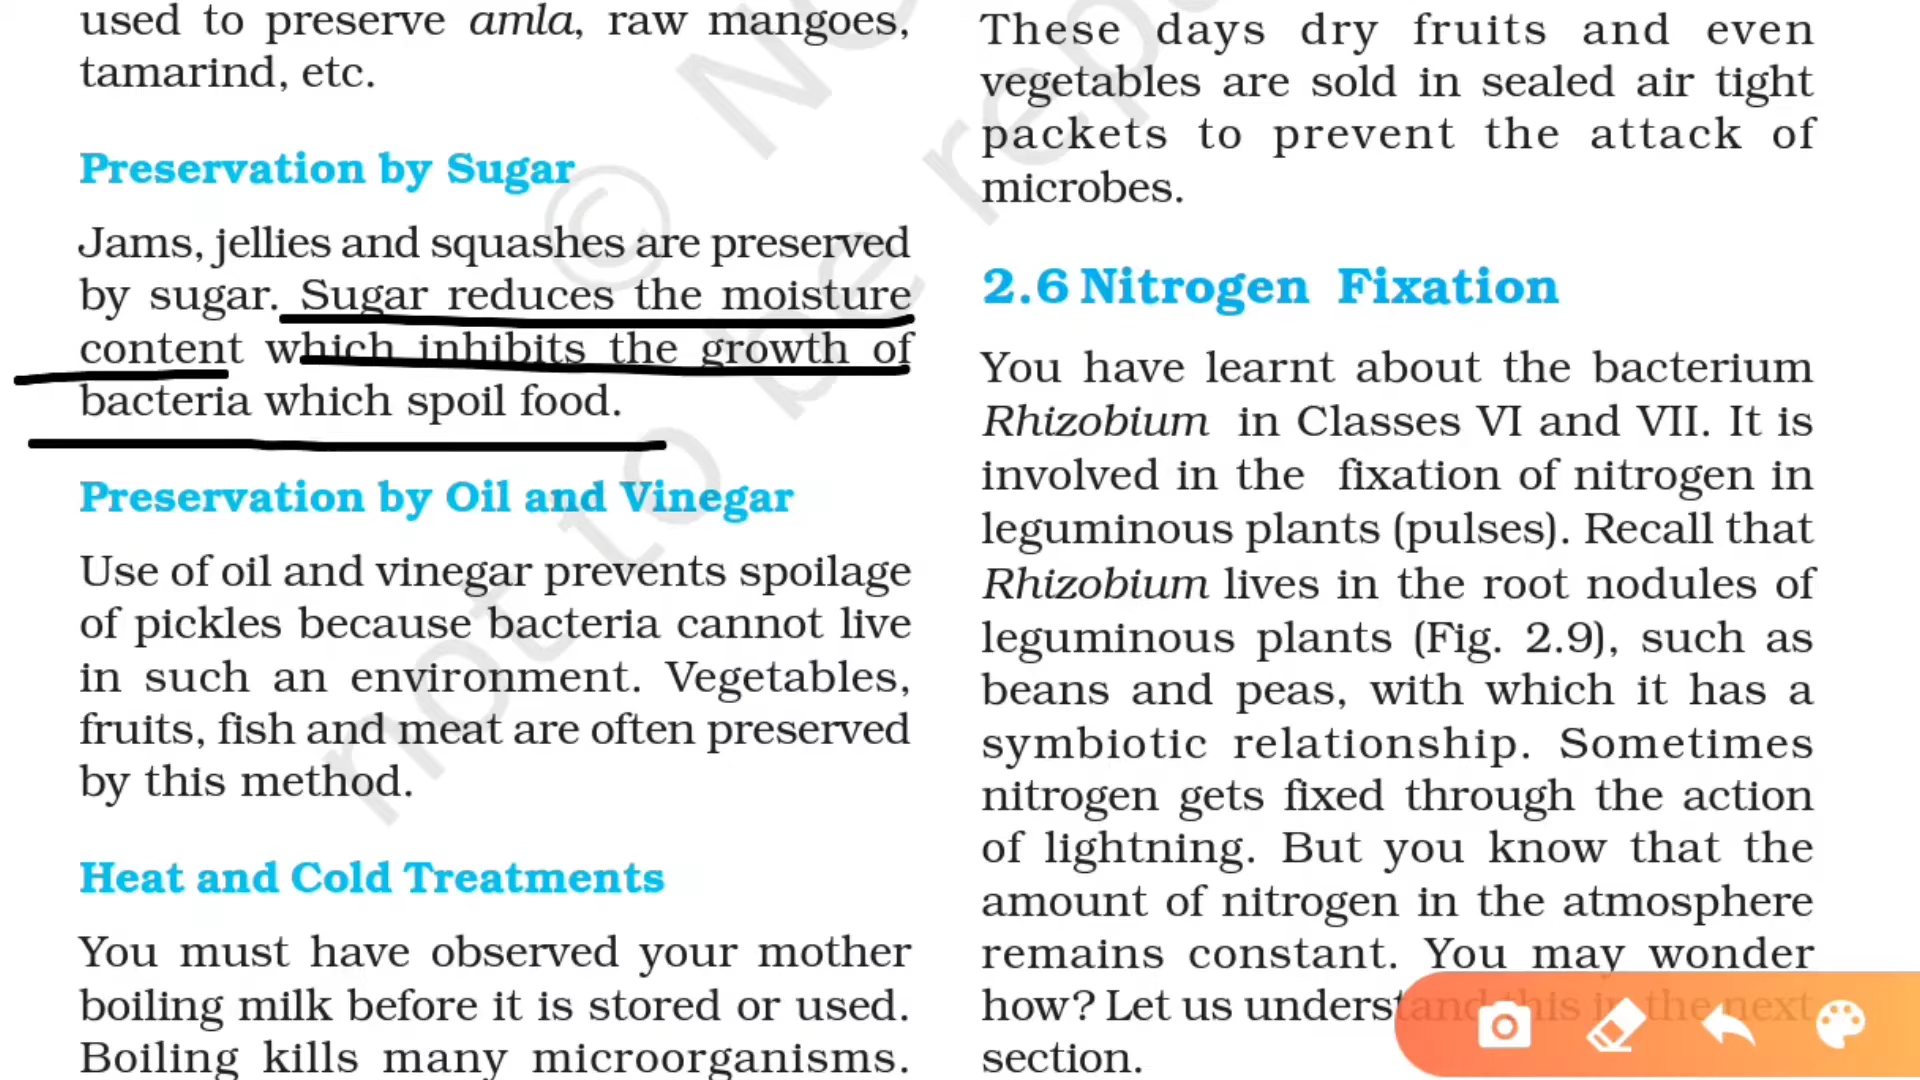 used to preserve amla, raw mangoes,
tamarind, etc.
Preservation by Sugar
Jams, jellies and squashes are preserved
by sugar. Sugar reduces the moisture
content which inhibits the growth of
bacteria which spoil food.
Preservation by Oil and Vinegar
Use of oil and vinegar prevents spoilage
of pickles because bacteria cannot live
in such an environment. Vegetables,
fruits, fish and meat are often preserved
by this method.
Heat and Cold Treatments
You must have observed your mother
boiling milk before it is stored or used.
Boiling kills many microorganisms.
These days dry fruits and even
vegetables are sold in sealed air tight
packets to prevent the attack of
microbes.
2.6 Nitrogen Fixation
You have learnt about the bacterium
Rhizobium in Classes VI and VII. It is
involved in the fixation of nitrogen in
leguminous plants (pulses). Recall that
Rhizobium lives in the root nodules of
leguminous plants (Fig. 2.9), such as
beans and peas, with which it has a
symbiotic relationship. Sometimes
nitrogen gets fixed through the action
of lightning. But you know that the
amount of nitrogen in the atmosphere
remains constant. You may wonder
how? Let us understand this in the next
section.
© NC
not to be repu